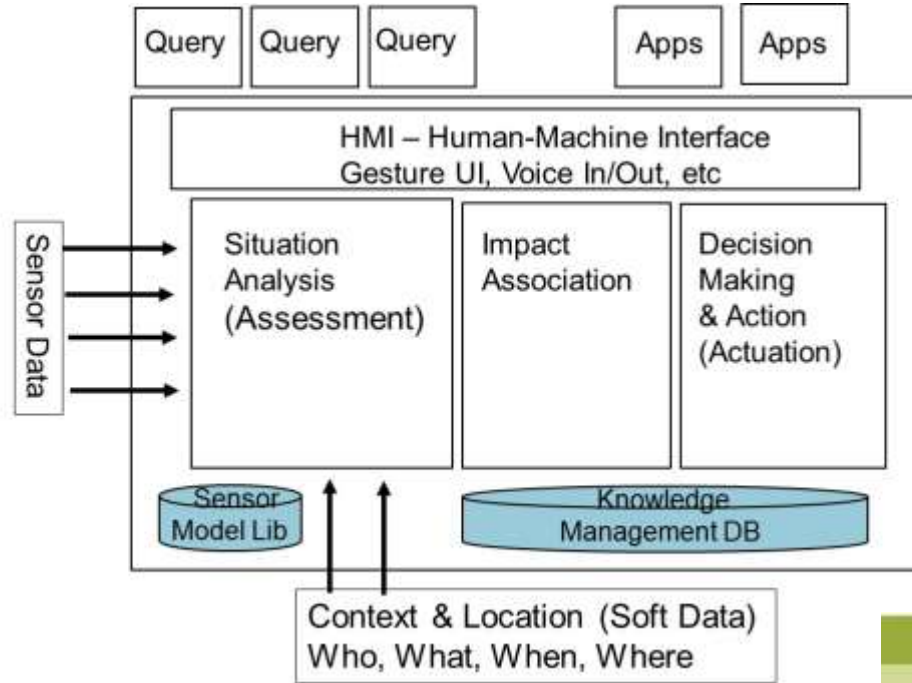 Query
Query
Query
Apps
Apps
HMI – Human-Machine Interface
Gesture UI, Voice In/Out, etc
Sensor Data
Situation
Analysis
(Assessment)
Impact
Association
Decision
Making
& Action
(Actuation)
Sensor
Model Lib
Knowledge
Management DB
Context & Location (Soft Data)
Who, What, When, Where